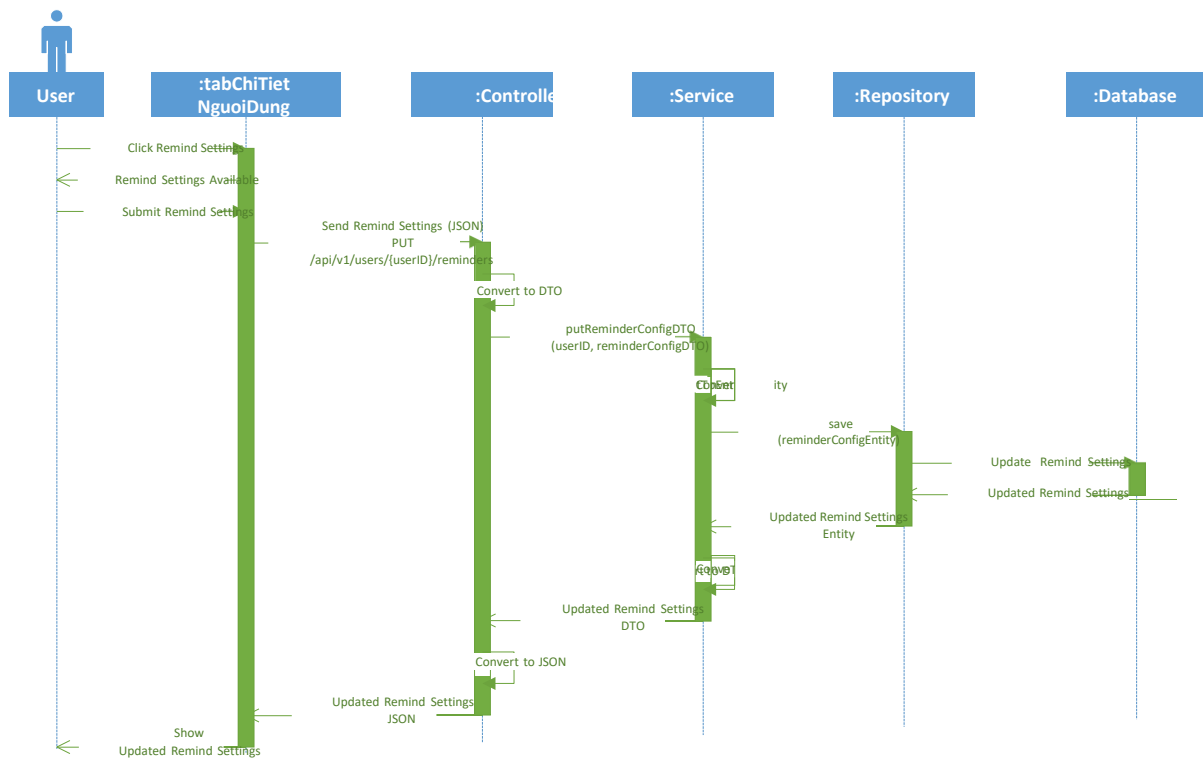 User
:tabChiTiet
NguoiDung
:Controlle
:Service
:Repository
:Database
Click Remind Settings
Remind Settings Available
Submit Remind Settings
Send Remind Settings (JSON)
PUT
/api/v1/users/{userID}/reminders
Convert to DTO
putReminderConfigDTO
(userID, reminderConfigDTO)
ity
save
(reminderConfigEntity)
Update Remind Settings
Updated Remind Settings
Updated Remind Settings
Entity
Updated Remind Settings
DTO
Convert to JSON
Updated Remind Settings
JSON
Show
Updated Remind Settings